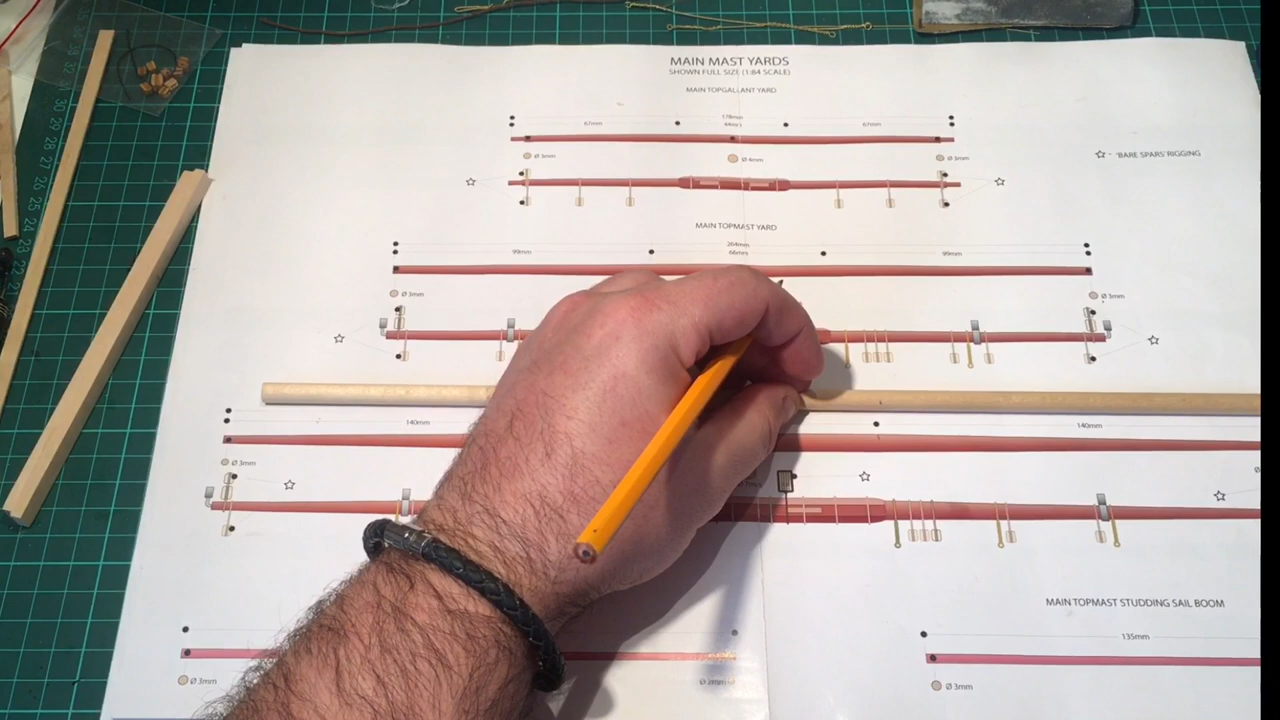 MAIN MAST YARDS
SHOWN FULL SIZE (1:84 SCALE)
MAIN TOPGALLANT YARD
178mm
67mm 44mm 67mm
Ø 3mm Ø 4mm Ø 3mm
☆ - 'BARE SPARS' RIGGING
MAIN TOPMAST YARD
264mm
99mm 66mm 99mm
Ø 3mm Ø 3mm
140mm 140mm
Ø 3mm
MAIN TOPMAST STUDDING SAIL BOOM
135mm
Ø 3mm Ø 2mm Ø 3mm